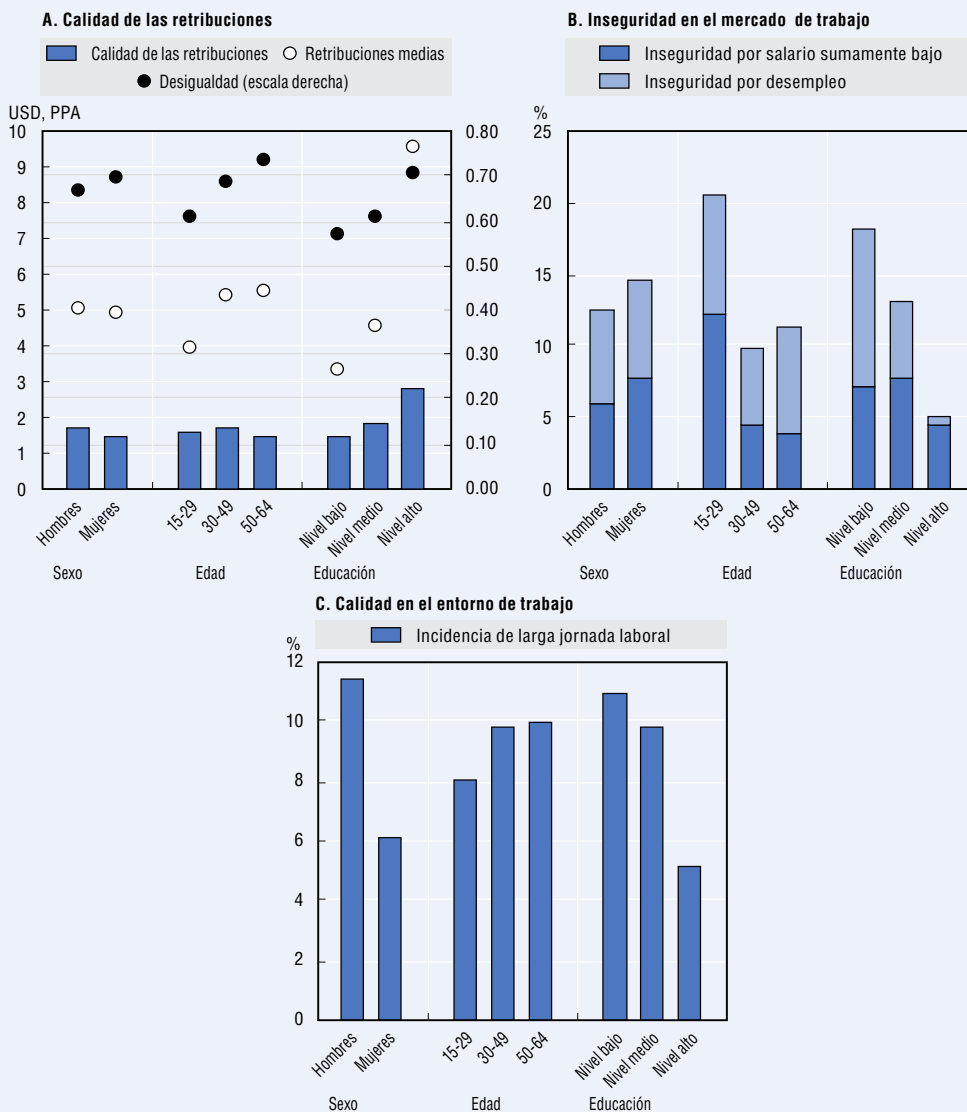 A. Calidad de las retribuciones
Calidad de las retribuciones Retribuciones medias
Desigualdad (escala derecha)
USD, PPA
10
9
8
7
6
5
4
3
2
1
0
0.80
0.70
0.60
0.50
0.40
0.30
0.20
0.10
0.00
Hombres
Mujeres
15-29
30-49
50-64
Nivel bajo
Nivel medio
Nivel alto
Sexo Edad Educación
B. Inseguridad en el mercado de trabajo
Inseguridad por salario sumamente bajo
Inseguridad por desempleo
%
25
20
15
10
5
0
Hombres
Mujeres
15-29
30-49
50-64
Nivel bajo
Nivel medio
Nivel alto
Sexo Edad Educación
C. Calidad en el entorno de trabajo
Incidencia de larga jornada laboral
%
12
10
8
6
4
2
0
Hombres
Mujeres
15-29
30-49
50-64
Nivel bajo
Nivel medio
Nivel alto
Sexo Edad Educación